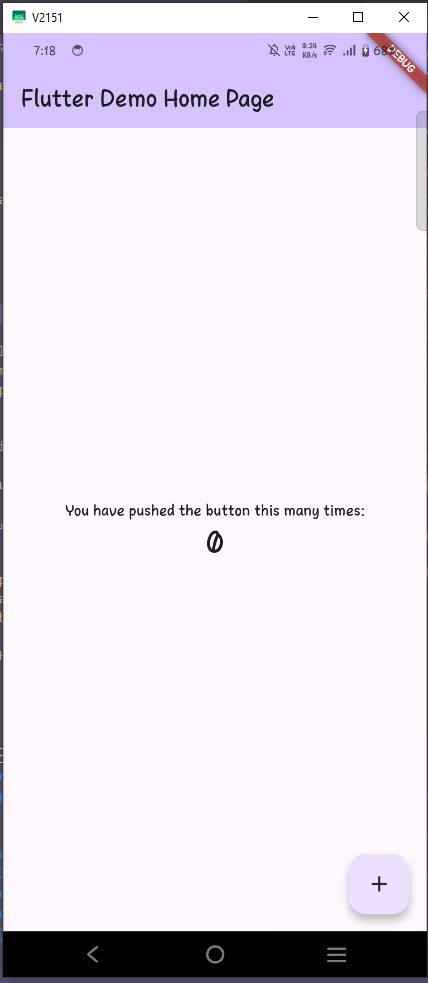 V2151
7:18
Vo)) LTE
0.24 KB/s
68%
DEBUG
Flutter Demo Home Page
You have pushed the button this many times:
0